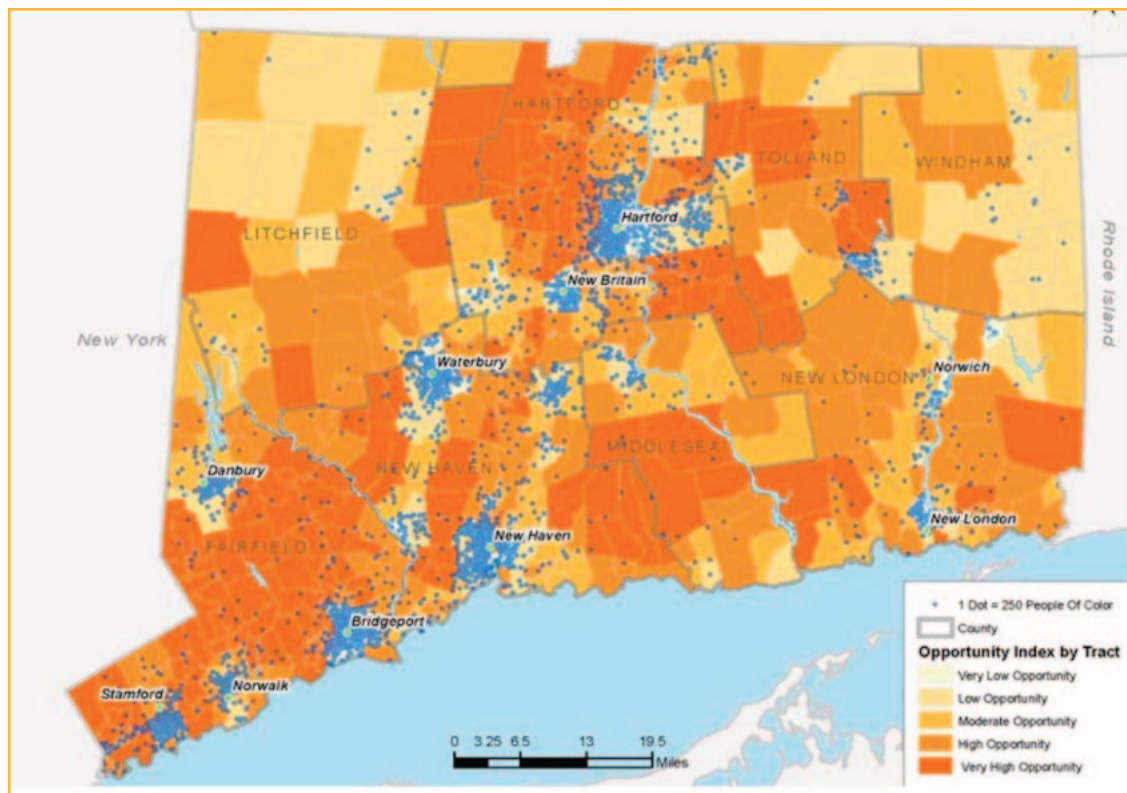 HARTFORD
TOLLAND
WINDHAM
Hartford
LITCHFIELD
Rhode Island
New Britain
New York
Waterbury
NEW LONDON
Norwich
MIDDLESEX
Danbury
NEW HAVEN
New London
New Haven
FAIRFIELD
Bridgeport
Stamford
Norwalk
1 Dot = 250 People Of Color
County
Opportunity Index by Tract
Very Low Opportunity
Low Opportunity
Moderate Opportunity
High Opportunity
Very High Opportunity
0 3.25 6.5 13 19.5
Miles